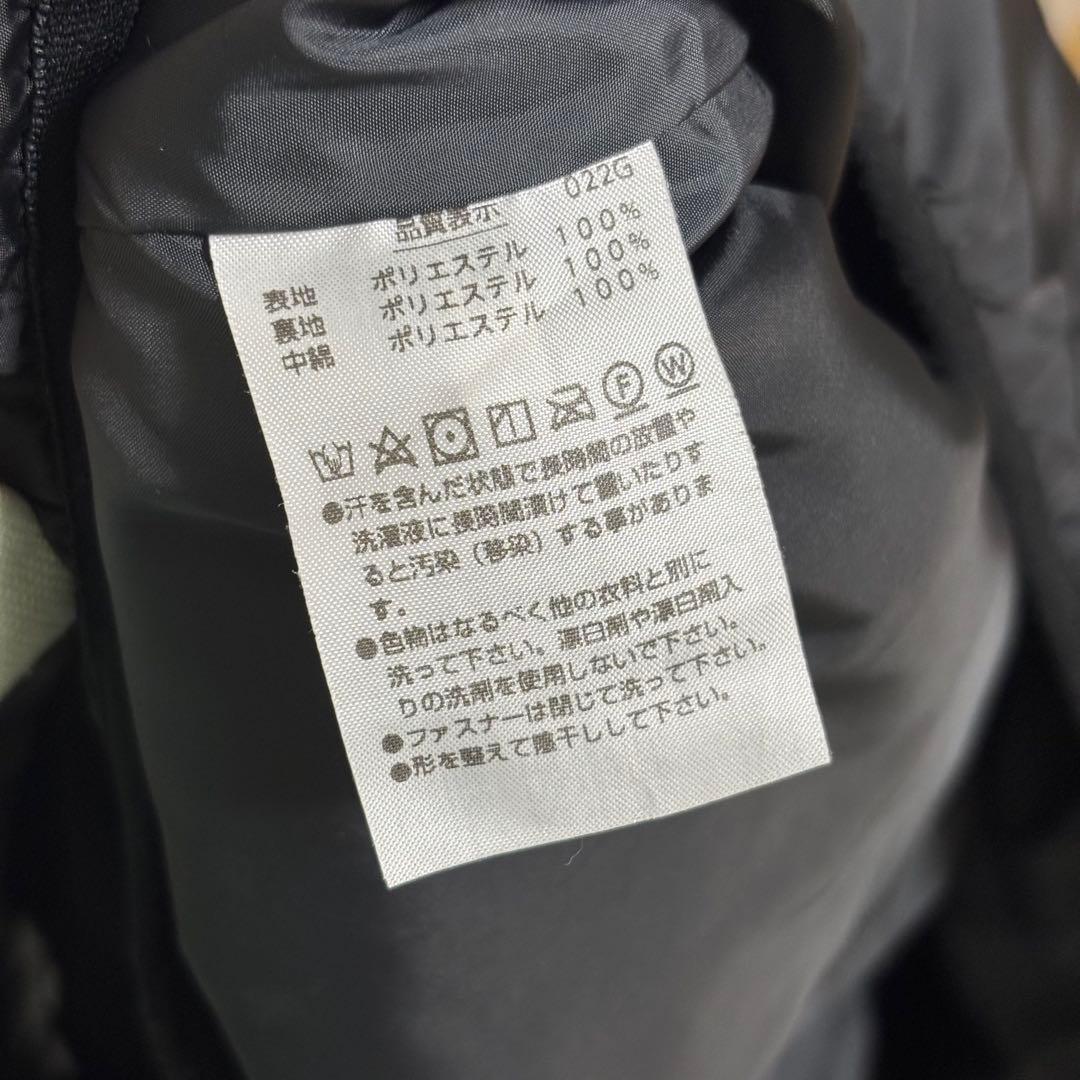 022G
品質表示
表地 ポリエステル 100%
裏地 ポリエステル 100%
中綿 ポリエステル 100%
F W
●汗を含んだ状態で長時間の放置や
洗濯液に長時間漬けて置いたりす
ると汚染(移染)する事がありま
す。
●色物はなるべく他の衣料と別に
洗って下さい。漂白剤や漂白剤入
りの洗剤を使用しないで下さい。
●ファスナーは閉じて洗って下さい。
●形を整えて陰干しして下さい。